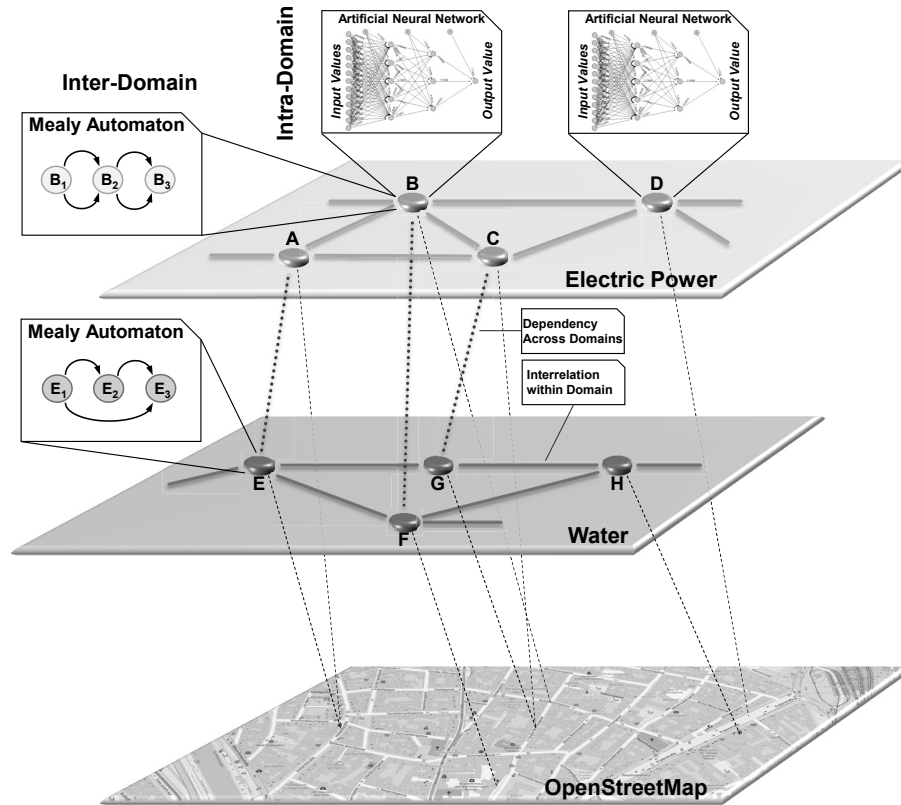 Inter-Domain
Intra-Domain
Artificial Neural Network
Input Values
Output Value
Artificial Neural Network
Input Values
Output Value
Mealy Automaton
B1
B2
B3
B
D
A
C
Electric Power
Mealy Automaton
E1
E2
E3
Dependency
Across Domains
Interrelation
within Domain
E
G
H
F
Water
OpenStreetMap